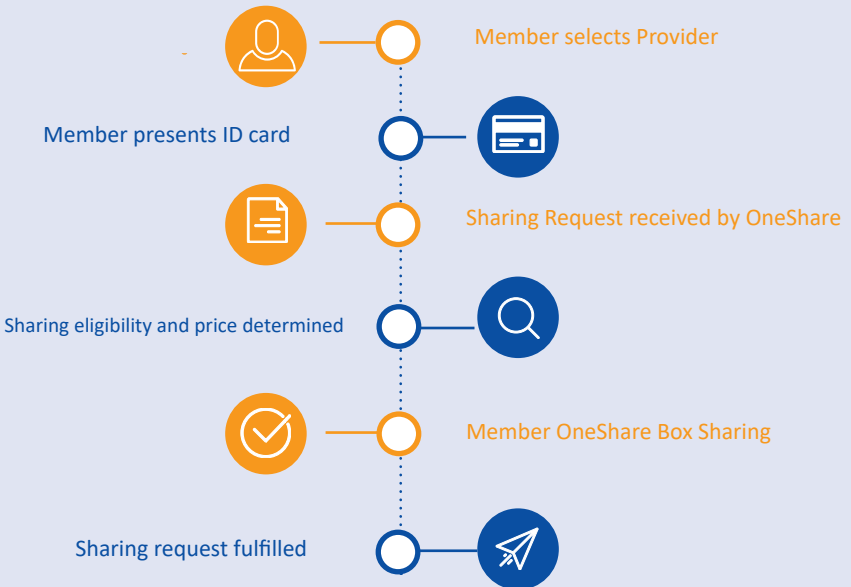 Member selects Provider
Member presents ID card
Sharing Request received by OneShare
Sharing eligibility and price determined
Member OneShare Box Sharing
Sharing request fulfilled